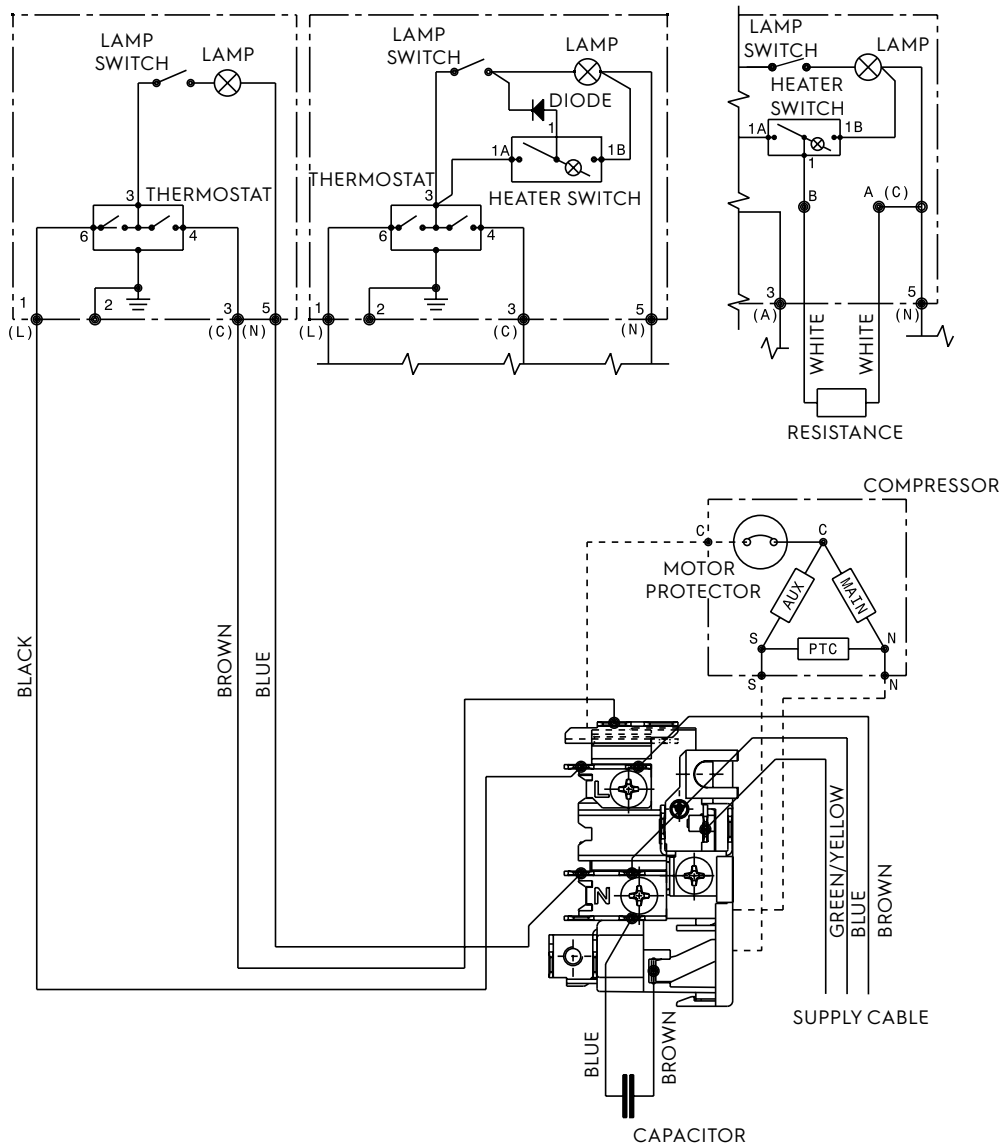 LAMP
SWITCH
LAMP
3
THERMOSTAT
6
4
1
(L)
2
3
(C)
5
(N)
LAMP
SWITCH
LAMP
DIODE
1
1A
1B
THERMOSTAT
3
HEATER SWITCH
6
4
1
(L)
2
3
(C)
5
(N)
LAMP
SWITCH
LAMP
HEATER
SWITCH
1A
1B
1
B
A (C)
3
(A)
5
(N)
WHITE
WHITE
RESISTANCE
COMPRESSOR
C
C
MOTOR
PROTECTOR
AUX
MAIN
S
PTC
N
S
N
BLACK
BROWN
BLUE
L
N
GREEN/YELLOW
BLUE
BROWN
SUPPLY CABLE
BLUE
BROWN
CAPACITOR